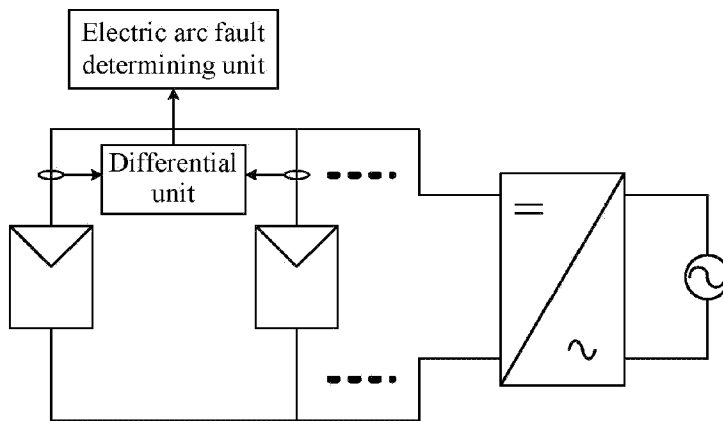 Electric arc fault
determining unit
Differential
unit